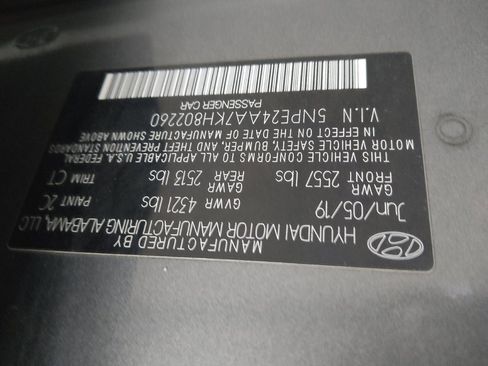 MANUFACTURED BY
HYUNDAI MOTOR MANUFACTURING ALABAMA, LLC
Jun/05/19 GVWR 4321 lbs PAINT 2C
GAWR FRONT 2557 lbs GAWR REAR 2513 lbs TRIM CT
THIS VEHICLE CONFORMS TO ALL APPLICABLE U.S.A. FEDERAL
MOTOR VEHICLE SAFETY, BUMPER, AND THEFT PREVENTION STANDARDS
IN EFFECT ON THE DATE OF MANUFACTURE SHOWN ABOVE
V.I.N 5NPE24AA7KH802260
PASSENGER CAR